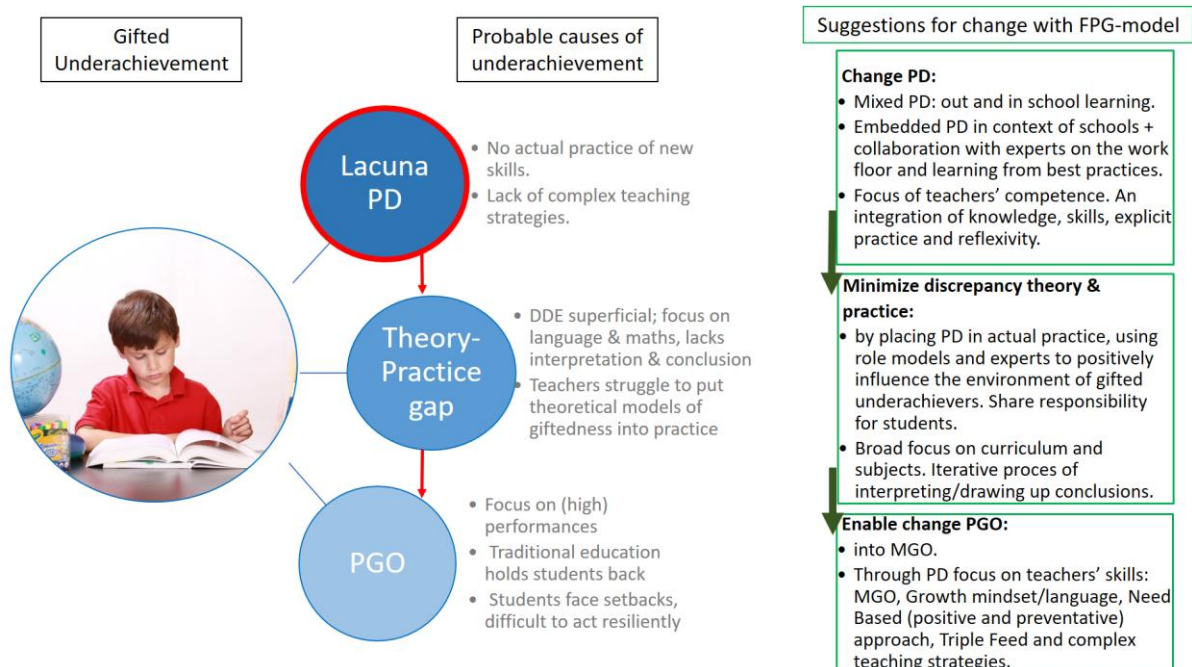 Gifted
Underachievement
Probable causes of
underachievement
Lacuna
PD
• No actual practice of new
skills.
• Lack of complex teaching
strategies.
Theory-
Practice
gap
• DDE superficial; focus on
language & maths, lacks
interpretation & conclusion
• Teachers struggle to put
theoretical models of
giftedness into practice
PGO
• Focus on (high)
performances
• Traditional education
holds students back
• Students face setbacks,
difficult to act resiliently
Suggestions for change with FPG-model
Change PD:
• Mixed PD: out and in school learning.
• Embedded PD in context of schools +
collaboration with experts on the work
floor and learning from best practices.
• Focus of teachers’ competence. An
integration of knowledge, skills, explicit
practice and reflexivity.
Minimize discrepancy theory &
practice:
• by placing PD in actual practice, using
role models and experts to positively
influence the environment of gifted
underachievers. Share responsibility
for students.
• Broad focus on curriculum and
subjects. Iterative proces of
interpreting/drawing up conclusions.
Enable change PGO:
• into MGO.
• Through PD focus on teachers’ skills:
MGO, Growth mindset/language, Need
Based (positive and preventative)
approach, Triple Feed and complex
teaching strategies.